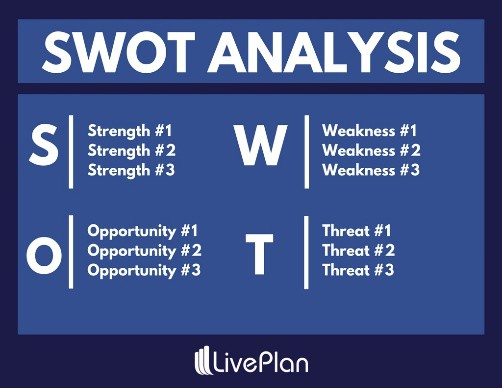 SWOT ANALYSIS
S
Strength #1
Strength #2
Strength #3
W
Weakness #1
Weakness #2
Weakness #3
O
Opportunity #1
Opportunity #2
Opportunity #3
T
Threat #1
Threat #2
Threat #3
LivePlan